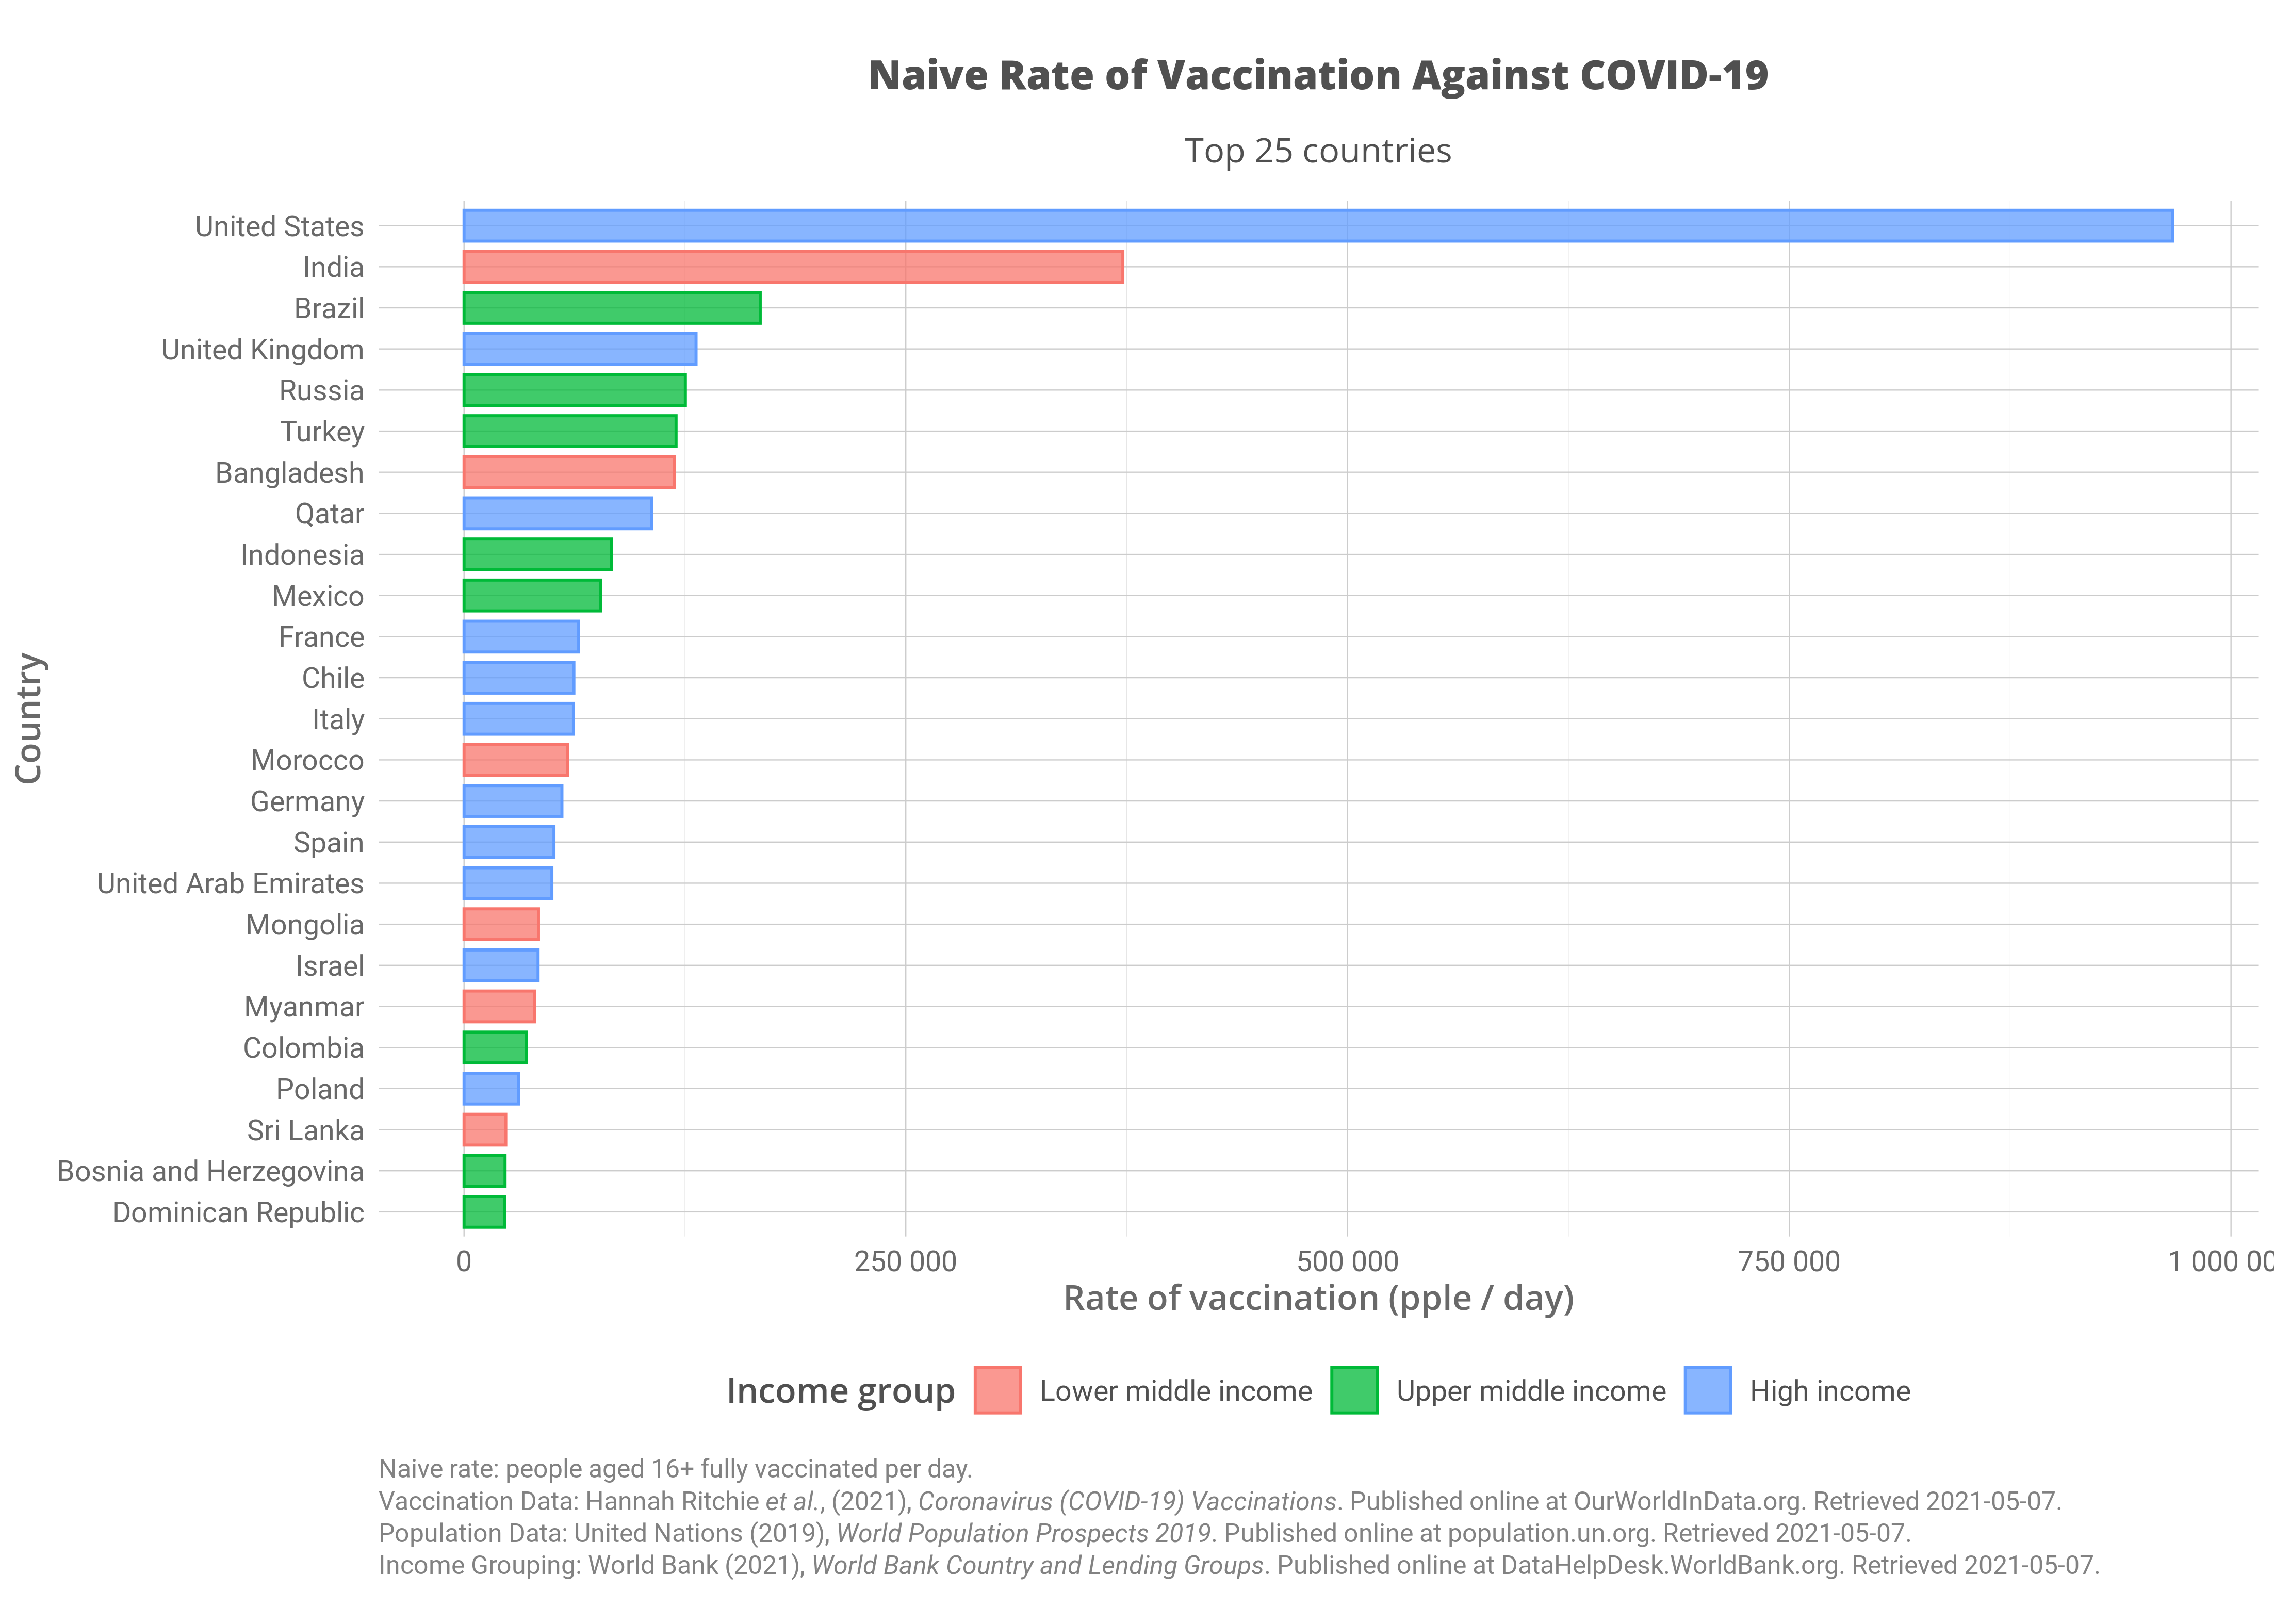 Naive Rate of Vaccination Against COVID-19
Top 25 countries
Country
United States
India
Brazil
United Kingdom
Russia
Turkey
Bangladesh
Qatar
Indonesia
Mexico
France
Chile
Italy
Morocco
Germany
Spain
United Arab Emirates
Mongolia
Israel
Myanmar
Colombia
Poland
Sri Lanka
Bosnia and Herzegovina
Dominican Republic
0 250 000 500 000 750 000 1 000 00
Rate of vaccination (pple / day)
Income group Lower middle income Upper middle income High income
Naive rate: people aged 16+ fully vaccinated per day.
Vaccination Data: Hannah Ritchie et al., (2021), Coronavirus (COVID-19) Vaccinations. Published online at OurWorldInData.org. Retrieved 2021-05-07.
Population Data: United Nations (2019), World Population Prospects 2019. Published online at population.un.org. Retrieved 2021-05-07.
Income Grouping: World Bank (2021), World Bank Country and Lending Groups. Published online at DataHelpDesk.WorldBank.org. Retrieved 2021-05-07.